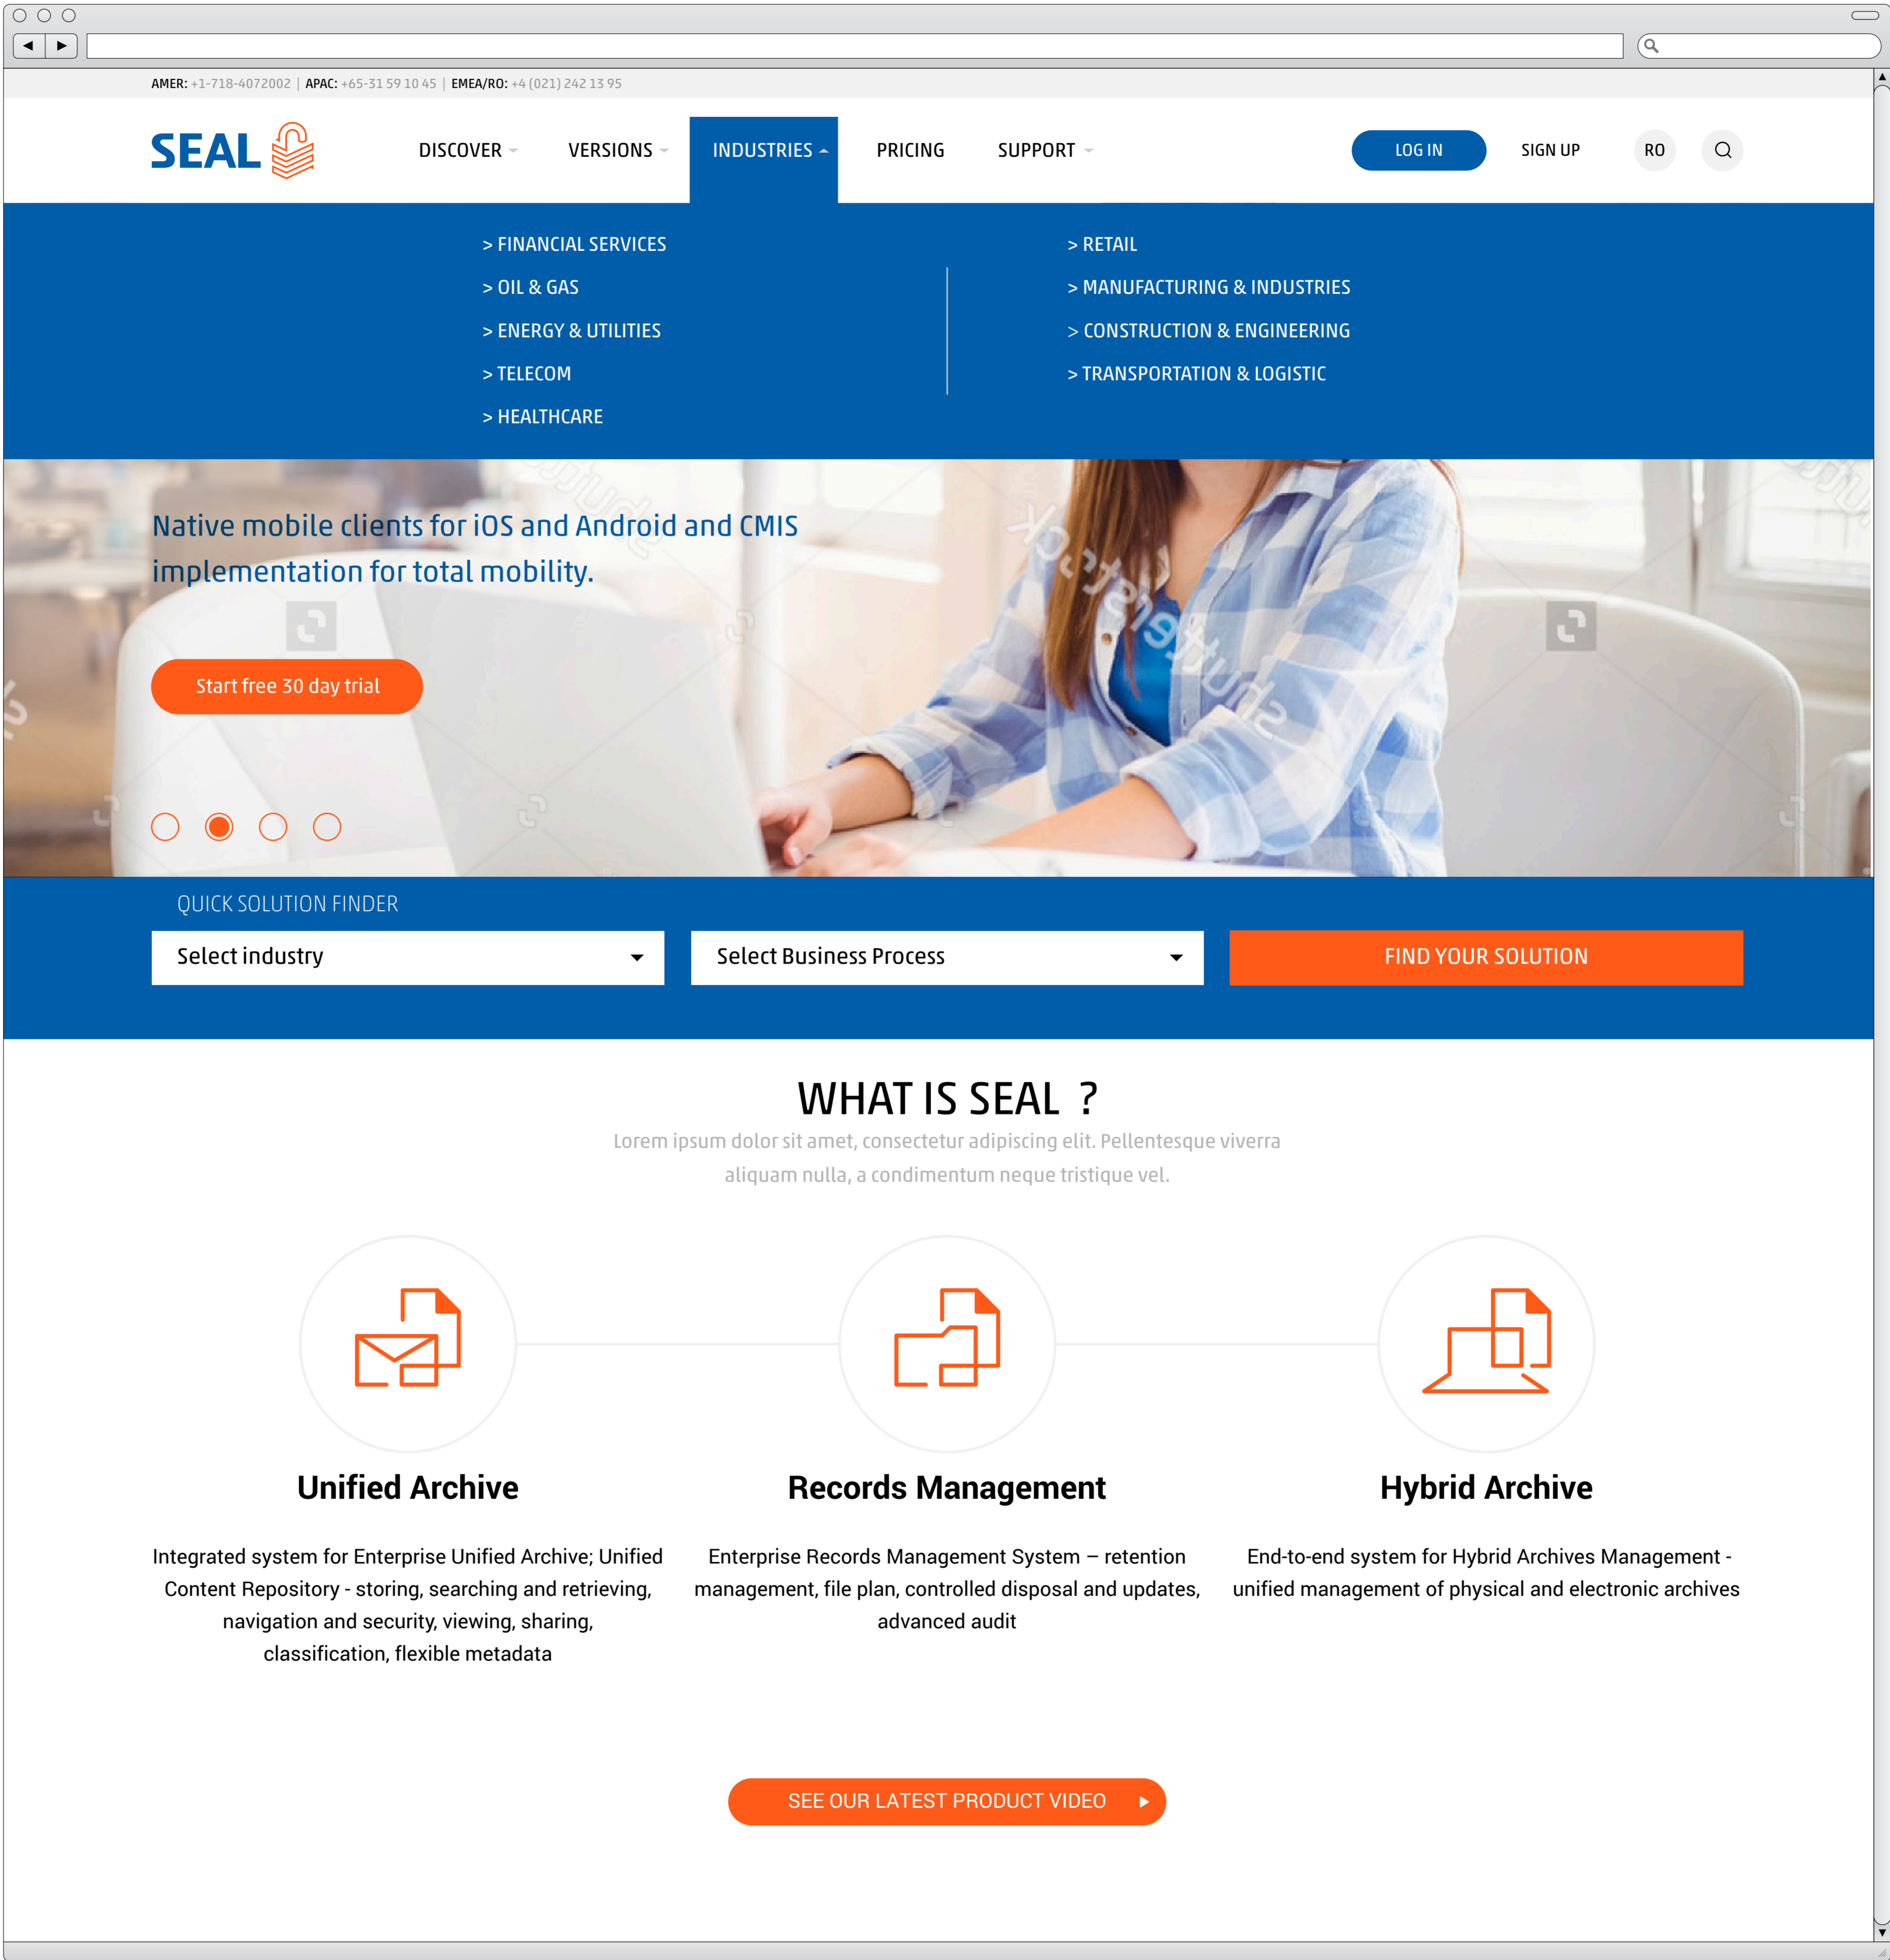 AMER: +1-718-4072002 | APAC: +65-31 59 10 45 | EMEA/RO: +4 (021) 242 13 95
SEAL DISCOVER VERSIONS INDUSTRIES PRICING SUPPORT LOG IN SIGN UP RO
> FINANCIAL SERVICES
> OIL & GAS
> ENERGY & UTILITIES
> TELECOM
> HEALTHCARE
> RETAIL
> MANUFACTURING & INDUSTRIES
> CONSTRUCTION & ENGINEERING
> TRANSPORTATION & LOGISTIC
Native mobile clients for iOS and Android and CMIS
implementation for total mobility.
shutterstock
Start free 30 day trial
QUICK SOLUTION FINDER
Select industry
Select Business Process
FIND YOUR SOLUTION
WHAT IS SEAL ?
Lorem ipsum dolor sit amet, consectetur adipiscing elit. Pellentesque viverra
aliquam nulla, a condimentum neque tristique vel.
Unified Archive
Integrated system for Enterprise Unified Archive; Unified
Content Repository - storing, searching and retrieving,
navigation and security, viewing, sharing,
classification, flexible metadata
Records Management
Enterprise Records Management System – retention
management, file plan, controlled disposal and updates,
advanced audit
Hybrid Archive
End-to-end system for Hybrid Archives Management -
unified management of physical and electronic archives
SEE OUR LATEST PRODUCT VIDEO